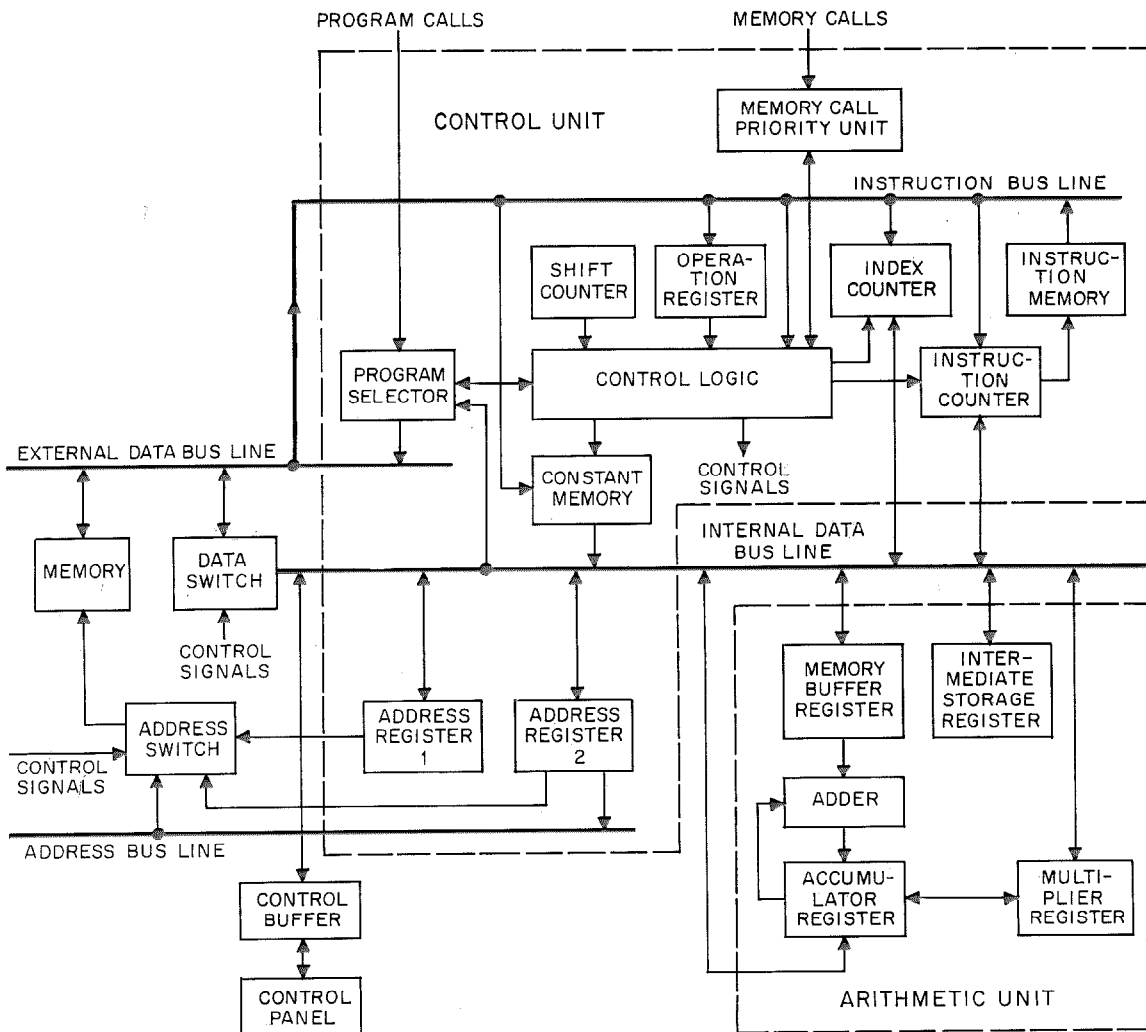 PROGRAM CALLS
MEMORY CALLS
CONTROL UNIT
MEMORY CALL
PRIORITY UNIT
INSTRUCTION BUS LINE
SHIFT
COUNTER
OPERA-
TION
REGISTER
INDEX
COUNTER
INSTRUC-
TION
MEMORY
PROGRAM
SELECTOR
CONTROL LOGIC
INSTRUC-
TION
COUNTER
EXTERNAL DATA BUS LINE
CONSTANT
MEMORY
CONTROL
SIGNALS
INTERNAL DATA
BUS LINE
MEMORY
DATA
SWITCH
CONTROL
SIGNALS
MEMORY
BUFFER
REGISTER
INTER-
MEDIATE
STORAGE
REGISTER
ADDRESS
SWITCH
ADDRESS
REGISTER
1
ADDRESS
REGISTER
2
CONTROL
SIGNALS
ADDER
ADDRESS BUS LINE
CONTROL
BUFFER
ACCUMU-
LATOR
REGISTER
MULTI-
PLIER
REGISTER
CONTROL
PANEL
ARITHMETIC UNIT